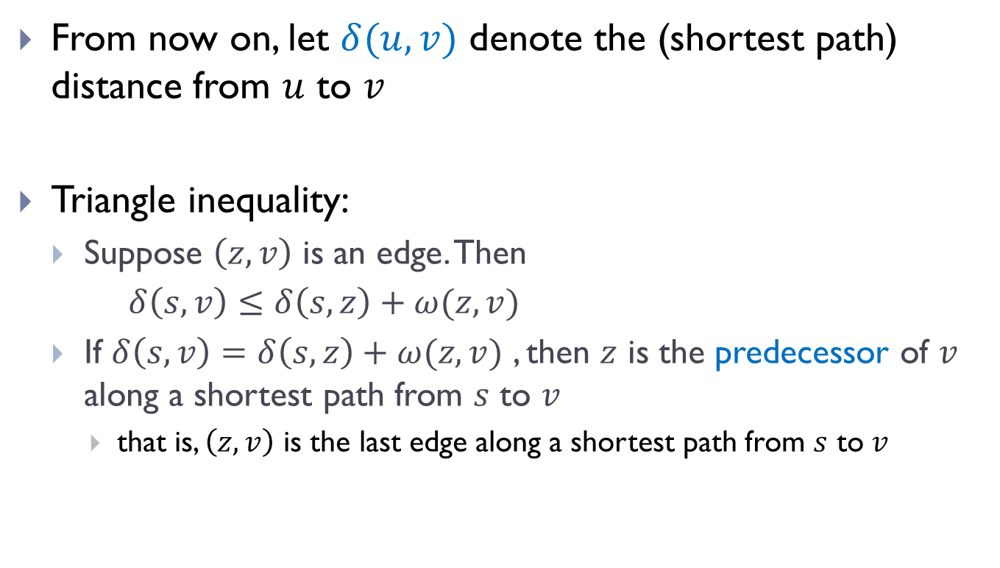 From now on, let 𝛿(𝑢, 𝑣) denote the (shortest path)
distance from 𝑢 to 𝑣
Triangle inequality:
Suppose (𝑧, 𝑣) is an edge. Then
𝛿(𝑠, 𝑣) ≤ 𝛿(𝑠, 𝑧) + 𝜔(𝑧, 𝑣)
If 𝛿(𝑠, 𝑣) = 𝛿(𝑠, 𝑧) + 𝜔(𝑧, 𝑣) , then 𝑧 is the predecessor of 𝑣
along a shortest path from 𝑠 to 𝑣
that is, (𝑧, 𝑣) is the last edge along a shortest path from 𝑠 to 𝑣